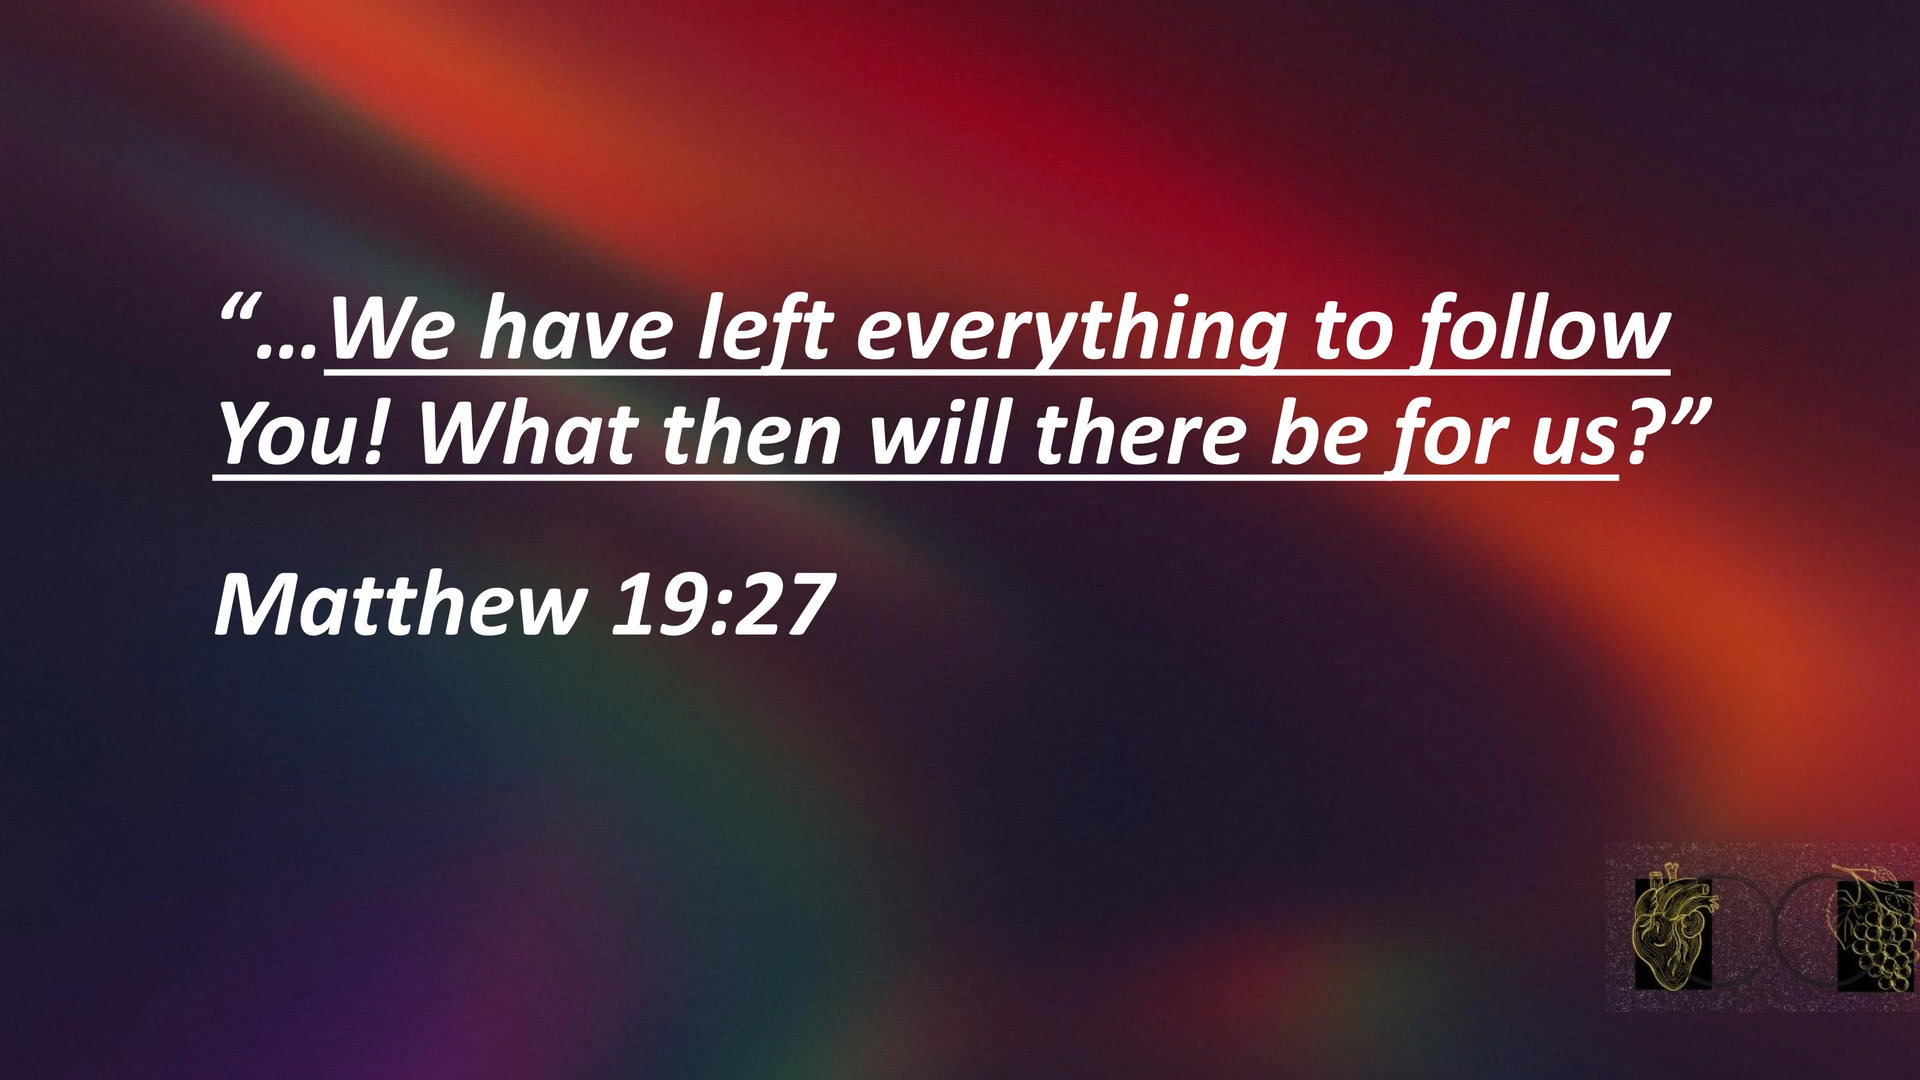 “…We have left everything to follow
You! What then will there be for us?”
Matthew 19:27